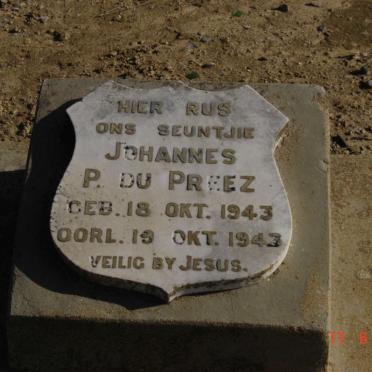 HIER RUS
ONS SEUNTJIE
JOHANNES
P. DU PREEZ
GEB. 18 OKT. 1943
OORL. 19 OKT. 1943
VEILIG BY JESUS.